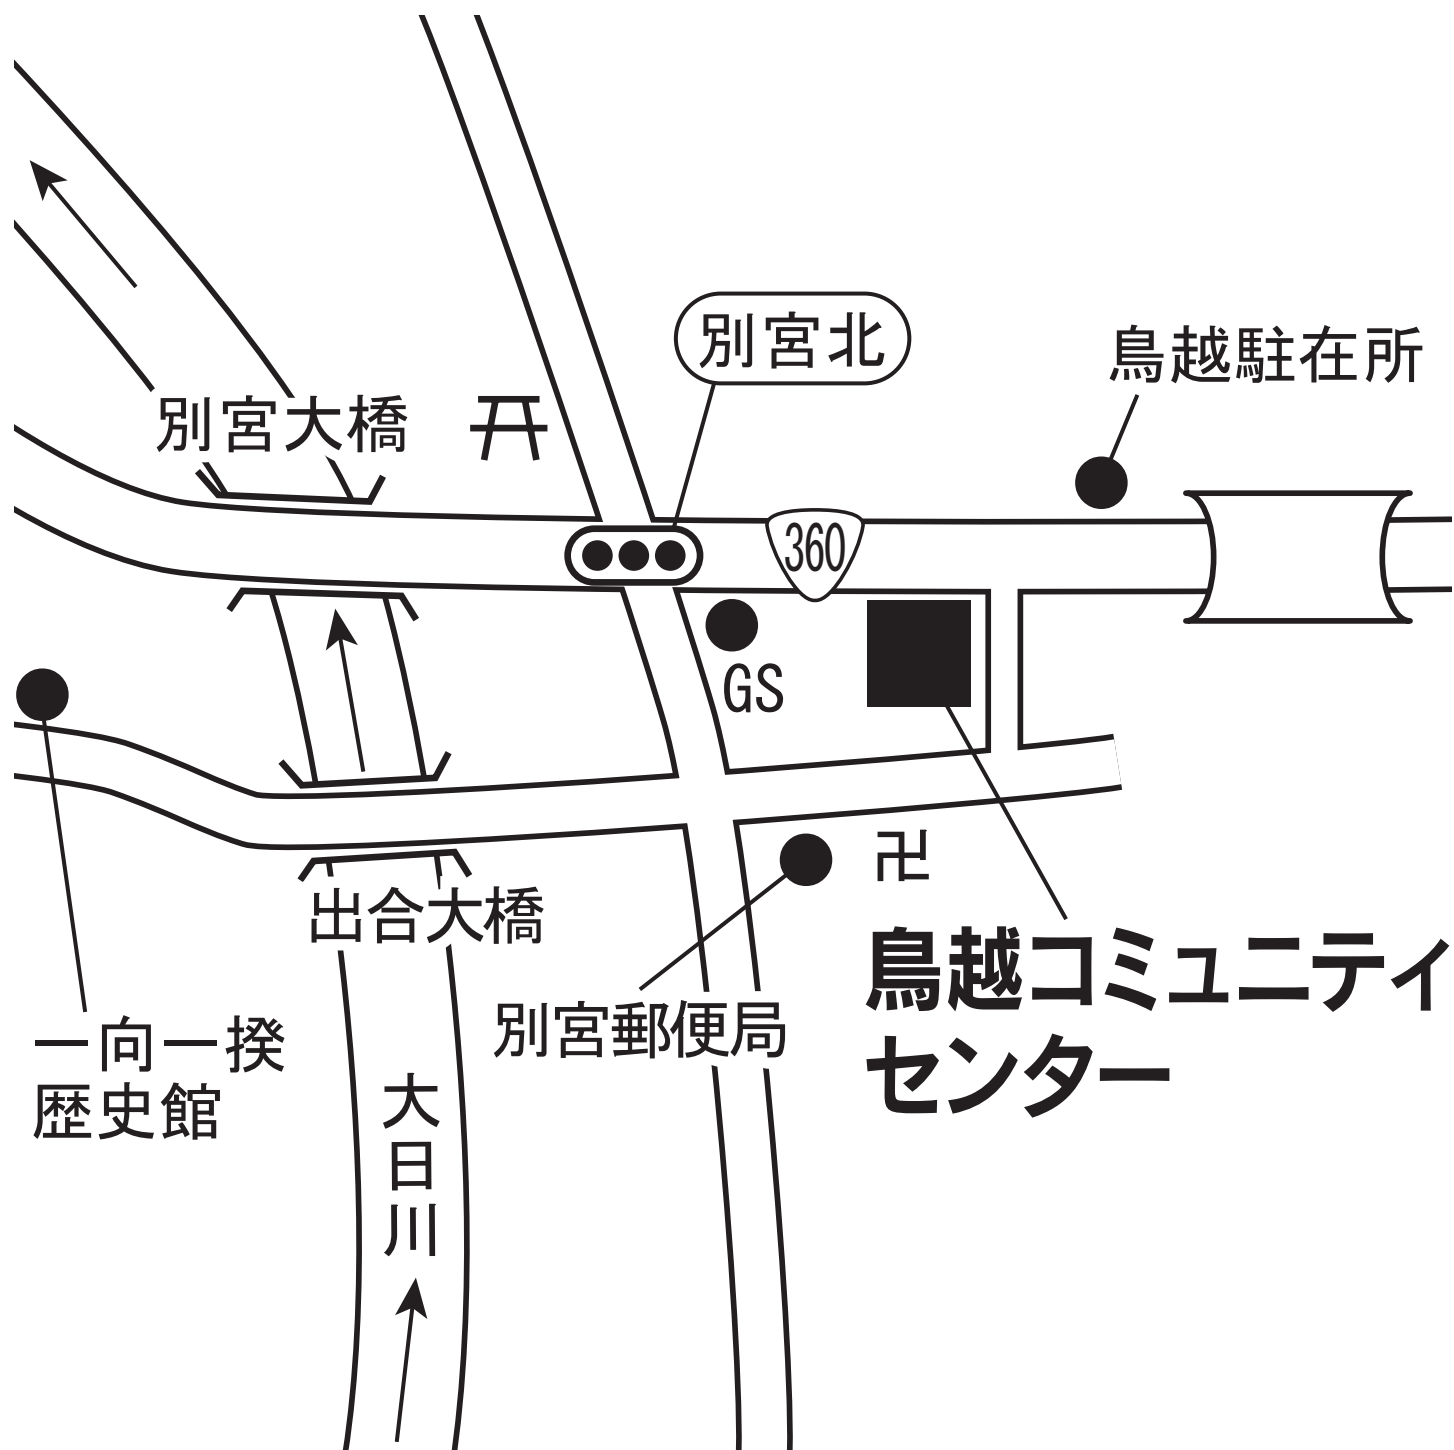 別宮北
鳥越駐在所
別宮大橋
360
GS
卍
出合大橋
鳥越コミュニティ
センター
別宮郵便局
一向一揆
歴史館
大日川